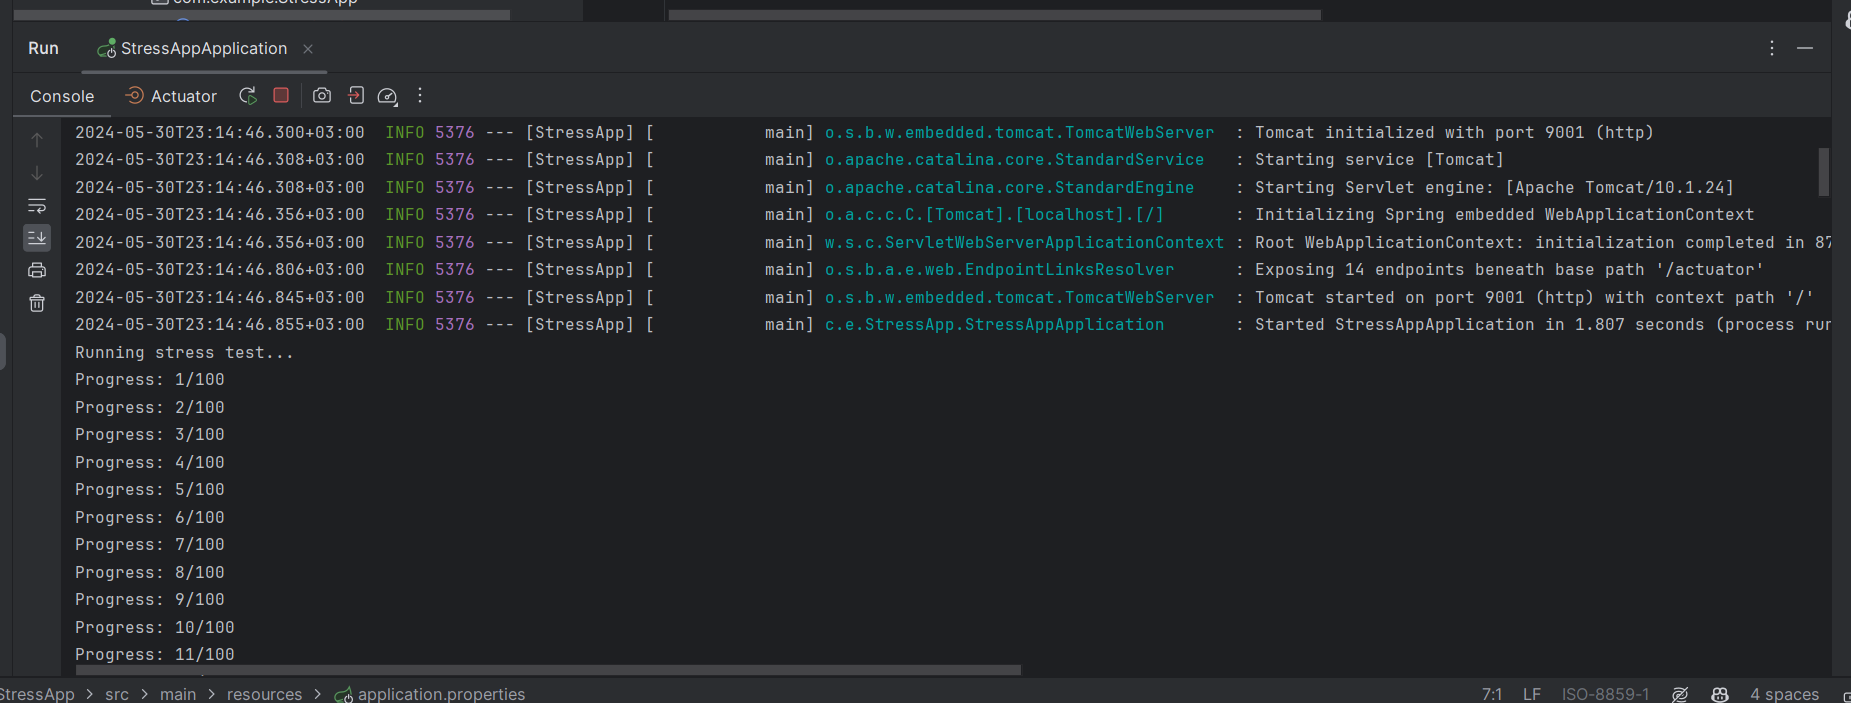 com.example.StressApp
Run StressAppApplication
Console Actuator
2024-05-30T23:14:46.300+03:00 INFO 5376 --- [StressApp] [ main] o.s.b.w.embedded.tomcat.TomcatWebServer : Tomcat initialized with port 9001 (http)
2024-05-30T23:14:46.308+03:00 INFO 5376 --- [StressApp] [ main] o.apache.catalina.core.StandardService : Starting service [Tomcat]
2024-05-30T23:14:46.308+03:00 INFO 5376 --- [StressApp] [ main] o.apache.catalina.core.StandardEngine : Starting Servlet engine: [Apache Tomcat/10.1.24]
2024-05-30T23:14:46.356+03:00 INFO 5376 --- [StressApp] [ main] o.a.c.c.C.[Tomcat].[localhost].[/] : Initializing Spring embedded WebApplicationContext
2024-05-30T23:14:46.356+03:00 INFO 5376 --- [StressApp] [ main] w.s.c.ServletWebServerApplicationContext : Root WebApplicationContext: initialization completed in 87
2024-05-30T23:14:46.806+03:00 INFO 5376 --- [StressApp] [ main] o.s.b.a.e.web.EndpointLinksResolver : Exposing 14 endpoints beneath base path '/actuator'
2024-05-30T23:14:46.845+03:00 INFO 5376 --- [StressApp] [ main] o.s.b.w.embedded.tomcat.TomcatWebServer : Tomcat started on port 9001 (http) with context path '/'
2024-05-30T23:14:46.855+03:00 INFO 5376 --- [StressApp] [ main] c.e.StressApp.StressAppApplication : Started StressAppApplication in 1.807 seconds (process run
Running stress test...
Progress: 1/100
Progress: 2/100
Progress: 3/100
Progress: 4/100
Progress: 5/100
Progress: 6/100
Progress: 7/100
Progress: 8/100
Progress: 9/100
Progress: 10/100
Progress: 11/100
StressApp > src > main > resources > application.properties 7:1 LF ISO-8859-1 4 spaces